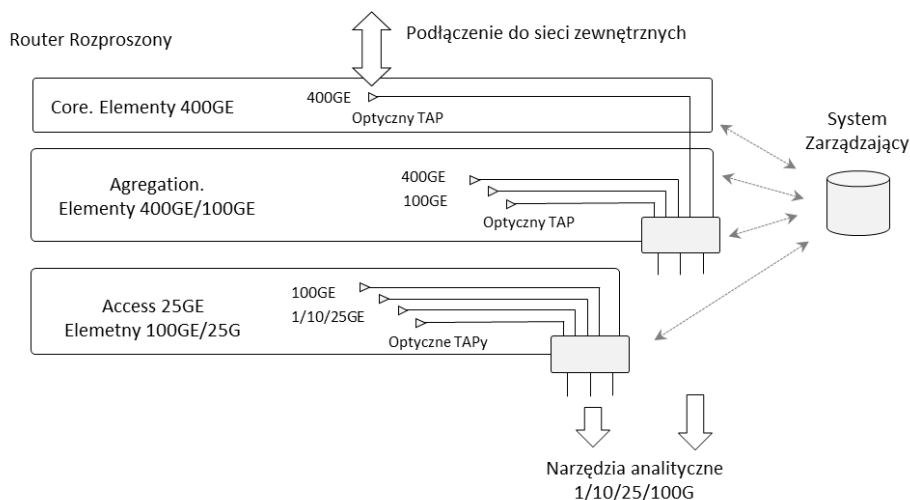 Router Rozproszony
Podłączenie do sieci zewnętrznych
Core. Elementy 400GE
400GE
Optyczny TAP
System
Zarządzający
Agregation.
Elementy 400GE/100GE
400GE
100GE
Optyczny TAP
Access 25GE
Elemetny 100GE/25G
100GE
1/10/25GE
Optyczne TAPy
Narzędzia analityczne
1/10/25/100G